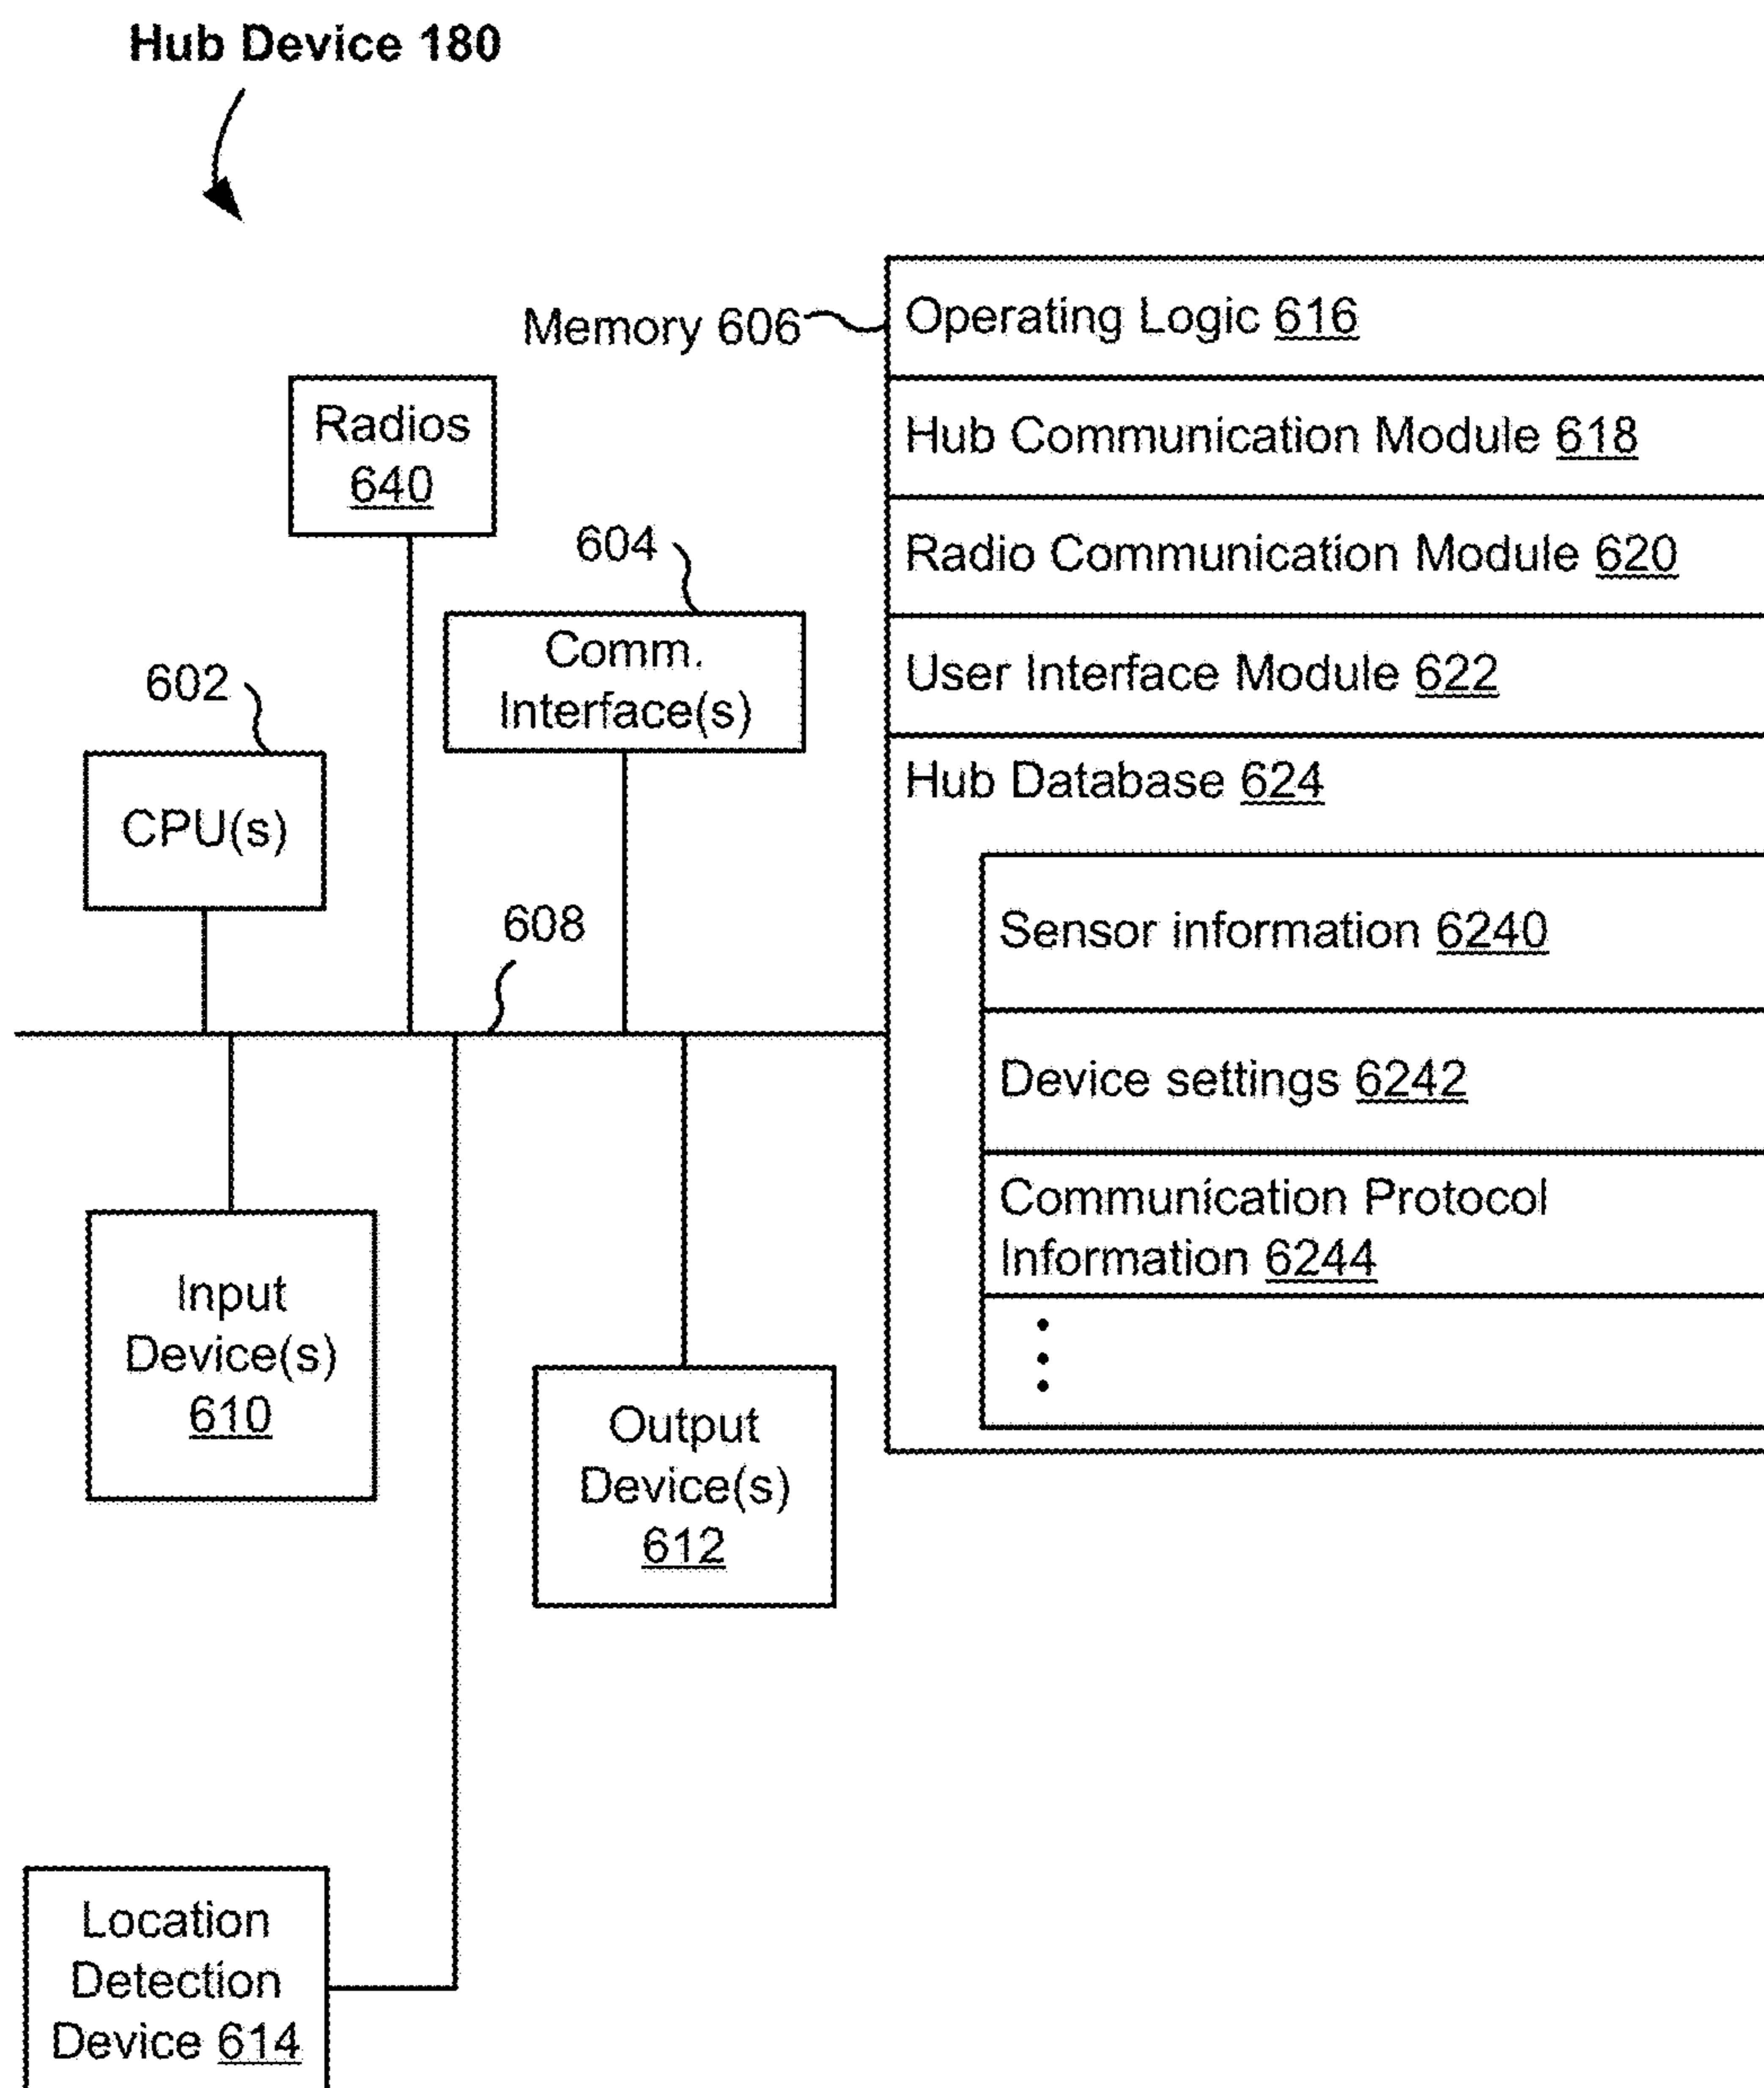 Hub Device 180
Memory 606
Operating Logic 616
Hub Communication Module 618
Radio Communication Module 620
User Interface Module 622
Hub Database 624
Sensor information 6240
Device settings 6242
Communication Protocol
Information 6244
Radios
640
604
Comm.
Interface(s)
602
CPU(s)
608
Input
Device(s)
610
Output
Device(s)
612
Location
Detection
Device 614